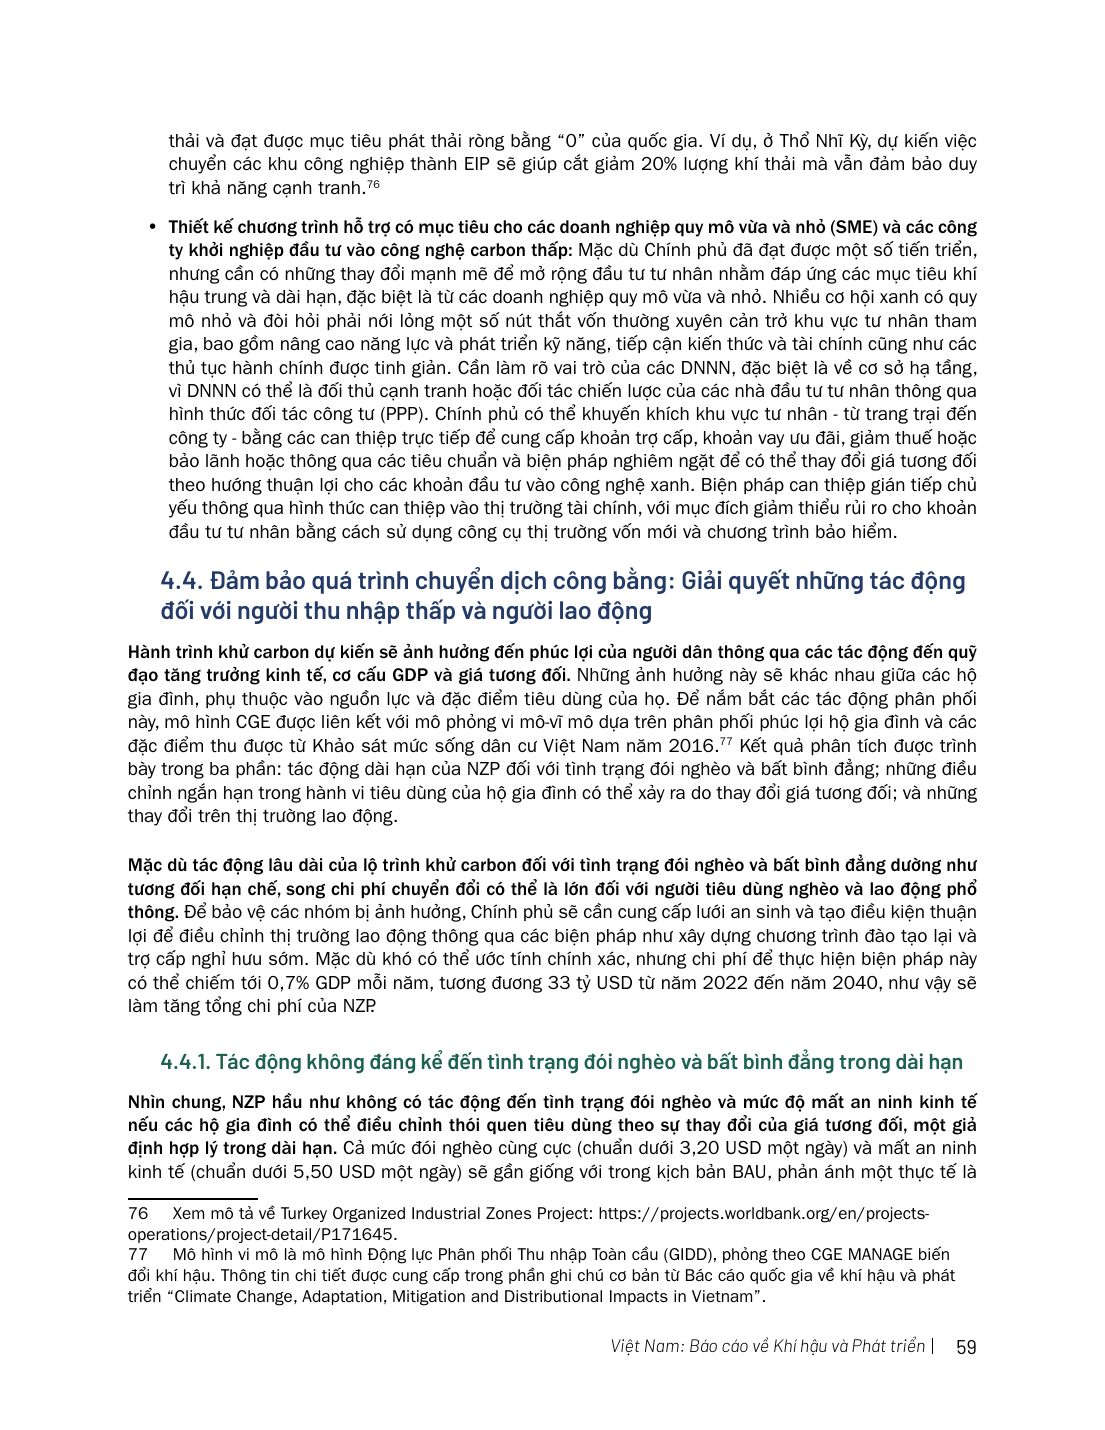 thải và đạt được mục tiêu phát thải ròng bằng “0” của quốc gia. Ví dụ, ở Thổ Nhĩ Kỳ, dự kiến việc
chuyển các khu công nghiệp thành EIP sẽ giúp cắt giảm 20% lượng khí thải mà vẫn đảm bảo duy
trì khả năng cạnh tranh.76
• Thiết kế chương trình hỗ trợ có mục tiêu cho các doanh nghiệp quy mô vừa và nhỏ (SME) và các công
ty khởi nghiệp đầu tư vào công nghệ carbon thấp: Mặc dù Chính phủ đã đạt được một số tiến triển,
nhưng cần có những thay đổi mạnh mẽ để mở rộng đầu tư tư nhân nhằm đáp ứng các mục tiêu khí
hậu trung và dài hạn, đặc biệt là từ các doanh nghiệp quy mô vừa và nhỏ. Nhiều cơ hội xanh có quy
mô nhỏ và đòi hỏi phải nới lỏng một số nút thắt vốn thường xuyên cản trở khu vực tư nhân tham
gia, bao gồm nâng cao năng lực và phát triển kỹ năng, tiếp cận kiến thức và tài chính cũng như các
thủ tục hành chính được tinh giản. Cần làm rõ vai trò của các DNNN, đặc biệt là về cơ sở hạ tầng,
vì DNNN có thể là đối thủ cạnh tranh hoặc đối tác chiến lược của các nhà đầu tư tư nhân thông qua
hình thức đối tác công tư (PPP). Chính phủ có thể khuyến khích khu vực tư nhân - từ trang trại đến
công ty - bằng các can thiệp trực tiếp để cung cấp khoản trợ cấp, khoản vay ưu đãi, giảm thuế hoặc
bảo lãnh hoặc thông qua các tiêu chuẩn và biện pháp nghiêm ngặt để có thể thay đổi giá tương đối
theo hướng thuận lợi cho các khoản đầu tư vào công nghệ xanh. Biện pháp can thiệp gián tiếp chủ
yếu thông qua hình thức can thiệp vào thị trường tài chính, với mục đích giảm thiểu rủi ro cho khoản
đầu tư tư nhân bằng cách sử dụng công cụ thị trường vốn mới và chương trình bảo hiểm.
4.4. Đảm bảo quá trình chuyển dịch công bằng: Giải quyết những tác động
đối với người thu nhập thấp và người lao động
Hành trình khử carbon dự kiến sẽ ảnh hưởng đến phúc lợi của người dân thông qua các tác động đến quỹ
đạo tăng trưởng kinh tế, cơ cấu GDP và giá tương đối. Những ảnh hưởng này sẽ khác nhau giữa các hộ
gia đình, phụ thuộc vào nguồn lực và đặc điểm tiêu dùng của họ. Để nắm bắt các tác động phân phối
này, mô hình CGE được liên kết với mô phỏng vi mô-vĩ mô dựa trên phân phối phúc lợi hộ gia đình và các
đặc điểm thu được từ Khảo sát mức sống dân cư Việt Nam năm 2016.77 Kết quả phân tích được trình
bày trong ba phần: tác động dài hạn của NZP đối với tình trạng đói nghèo và bất bình đẳng; những điều
chỉnh ngắn hạn trong hành vi tiêu dùng của hộ gia đình có thể xảy ra do thay đổi giá tương đối; và những
thay đổi trên thị trường lao động.
Mặc dù tác động lâu dài của lộ trình khử carbon đối với tình trạng đói nghèo và bất bình đẳng dường như
tương đối hạn chế, song chi phí chuyển đổi có thể là lớn đối với người tiêu dùng nghèo và lao động phổ
thông. Để bảo vệ các nhóm bị ảnh hưởng, Chính phủ sẽ cần cung cấp lưới an sinh và tạo điều kiện thuận
lợi để điều chỉnh thị trường lao động thông qua các biện pháp như xây dựng chương trình đào tạo lại và
trợ cấp nghỉ hưu sớm. Mặc dù khó có thể ước tính chính xác, nhưng chi phí để thực hiện biện pháp này
có thể chiếm tới 0,7% GDP mỗi năm, tương đương 33 tỷ USD từ năm 2022 đến năm 2040, như vậy sẽ
làm tăng tổng chi phí của NZP.
4.4.1. Tác động không đáng kể đến tình trạng đói nghèo và bất bình đẳng trong dài hạn
Nhìn chung, NZP hầu như không có tác động đến tình trạng đói nghèo và mức độ mất an ninh kinh tế
nếu các hộ gia đình có thể điều chỉnh thói quen tiêu dùng theo sự thay đổi của giá tương đối, một giả
định hợp lý trong dài hạn. Cả mức đói nghèo cùng cực (chuẩn dưới 3,20 USD một ngày) và mất an ninh
kinh tế (chuẩn dưới 5,50 USD một ngày) sẽ gần giống với trong kịch bản BAU, phản ánh một thực tế là
76 Xem mô tả về Turkey Organized Industrial Zones Project: https://projects.worldbank.org/en/projects-
operations/project-detail/P171645.
77 Mô hình vi mô là mô hình Động lực Phân phối Thu nhập Toàn cầu (GIDD), phỏng theo CGE MANAGE biến
đổi khí hậu. Thông tin chi tiết được cung cấp trong phần ghi chú cơ bản từ Bác cáo quốc gia về khí hậu và phát
triển “Climate Change, Adaptation, Mitigation and Distributional Impacts in Vietnam”.
Việt Nam: Báo cáo về Khí hậu và Phát triển | 59